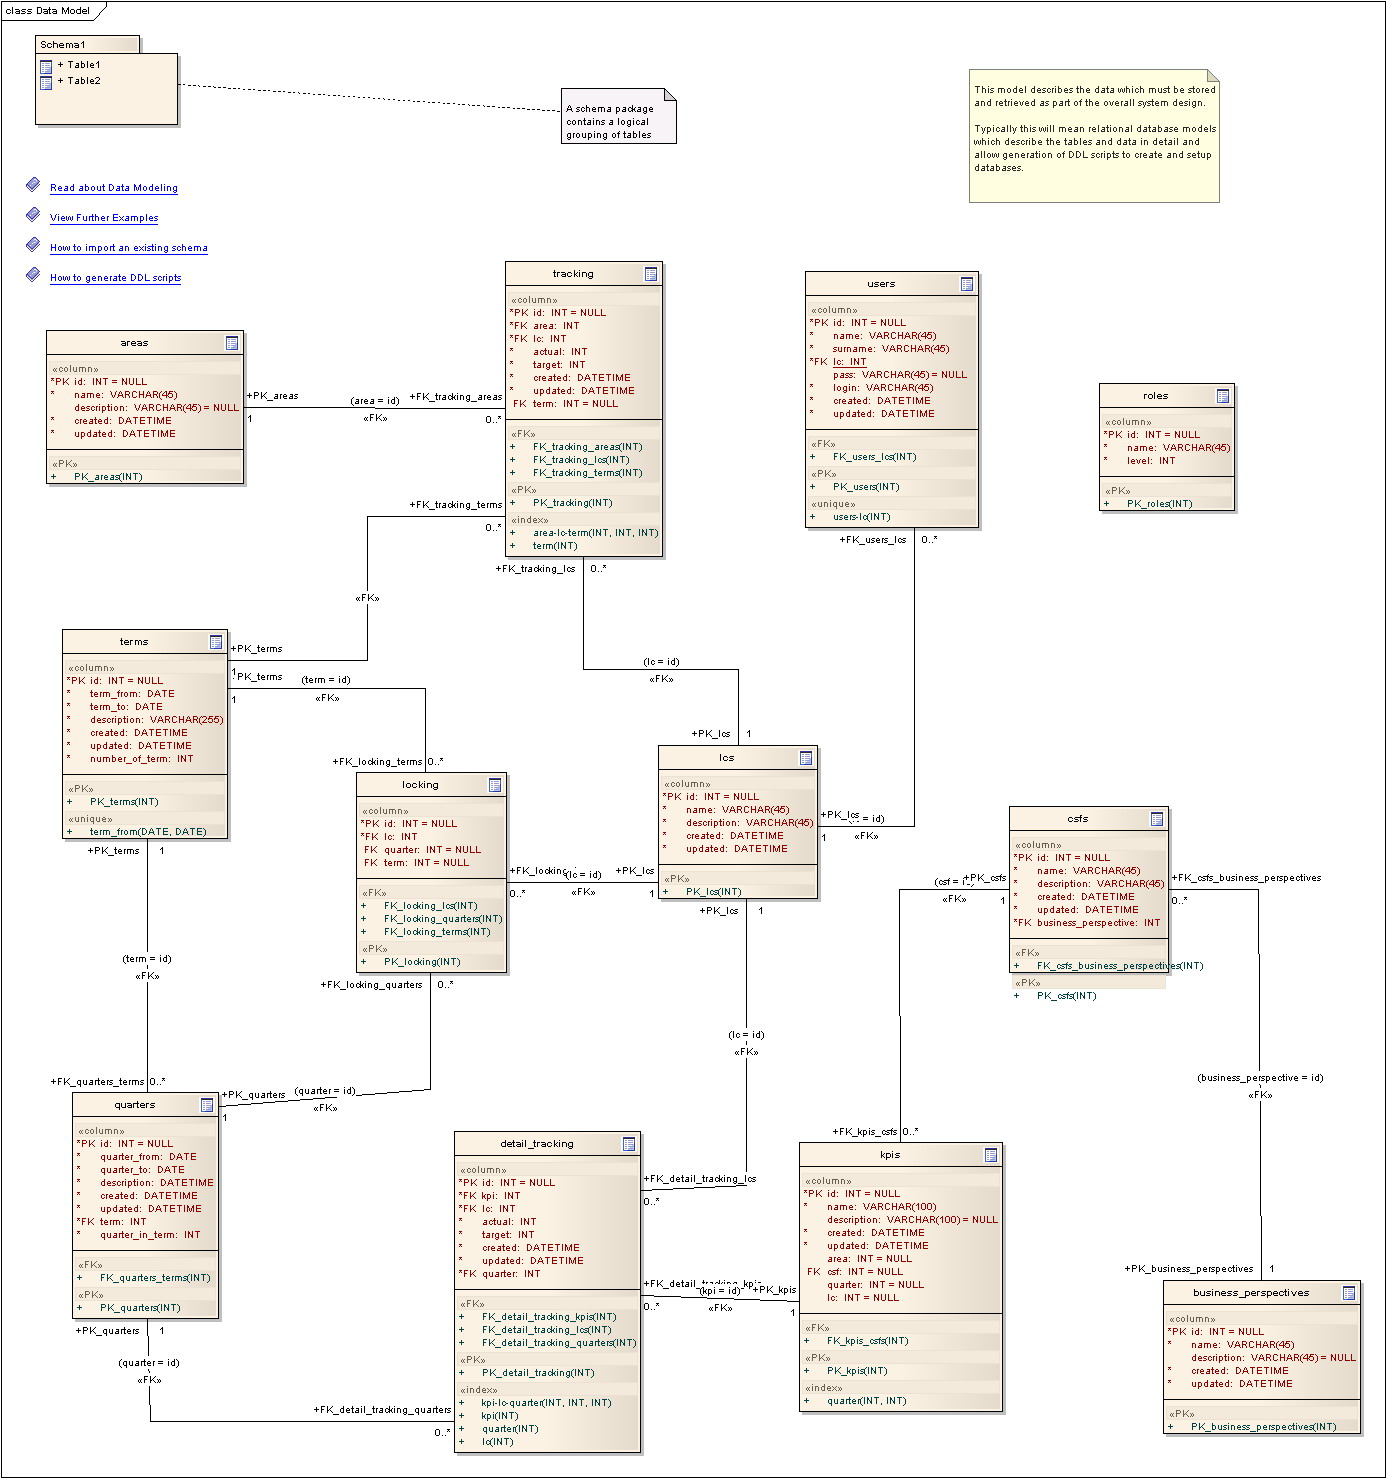 class Data Model
Schema1
+ Table1
+ Table2
A schema package
contains a logical
grouping of tables
This model describes the data which must be stored
and retrieved as part of the overall system design.
Typically this will mean relational database models
which describe the tables and data in detail and
allow generation of DDL scripts to create and setup
databases.
Read about Data Modeling
View Further Examples
How to import an existing schema
How to generate DDL scripts
tracking
«column»
*PK id: INT = NULL
*FK area: INT
*FK lc: INT
* actual: INT
* target: INT
* created: DATETIME
* updated: DATETIME
FK term: INT = NULL
«FK»
+ FK_tracking_areas(INT)
+ FK_tracking_lcs(INT)
+ FK_tracking_terms(INT)
«PK»
+ PK_tracking(INT)
«index»
+ area-lc-term(INT, INT, INT)
+ term(INT)
users
«column»
*PK id: INT = NULL
* name: VARCHAR(45)
* surname: VARCHAR(45)
*FK lc: INT
pass: VARCHAR(45) = NULL
* login: VARCHAR(45)
* created: DATETIME
* updated: DATETIME
«FK»
+ FK_users_lcs(INT)
«PK»
+ PK_users(INT)
«unique»
+ users-lc(INT)
areas
«column»
*PK id: INT = NULL
* name: VARCHAR(45)
description: VARCHAR(45) = NULL
* created: DATETIME
* updated: DATETIME
«PK»
+ PK_areas(INT)
roles
«column»
*PK id: INT = NULL
* name: VARCHAR(45)
* level: INT
«PK»
+ PK_roles(INT)
+PK_areas
1
(area = id)
«FK»
+FK_tracking_areas
0..*
+FK_tracking_terms
0..*
«FK»
+PK_terms
1
+FK_tracking_lcs
0..*
(lc = id)
«FK»
+PK_lcs
1
+FK_users_lcs
0..*
+PK_lcs
= id)
«FK»
1
terms
«column»
*PK id: INT = NULL
* term_from: DATE
* term_to: DATE
* description: VARCHAR(255)
* created: DATETIME
* updated: DATETIME
* number_of_term: INT
«PK»
+ PK_terms(INT)
«unique»
+ term_from(DATE, DATE)
+PK_terms
1
(term = id)
«FK»
+FK_locking_terms
0..*
locking
«column»
*PK id: INT = NULL
*FK lc: INT
FK quarter: INT = NULL
FK term: INT = NULL
«FK»
+ FK_locking_lcs(INT)
+ FK_locking_quarters(INT)
+ FK_locking_terms(INT)
«PK»
+ PK_locking(INT)
lcs
«column»
*PK id: INT = NULL
* name: VARCHAR(45)
* description: VARCHAR(45)
* created: DATETIME
* updated: DATETIME
«PK»
+ PK_lcs(INT)
0..*
(lc = id)
«FK»
+PK_lcs
1
csfs
«column»
*PK id: INT = NULL
* name: VARCHAR(45)
* description: VARCHAR(45)
* created: DATETIME
* updated: DATETIME
*FK business_perspective: INT
«FK»
+ FK_csfs_business_perspectives(INT)
«PK»
+ PK_csfs(INT)
+PK_csfs
1
«FK»
+FK_kpis_csfs
0..*
+FK_csfs_business_perspectives
0..*
(business_perspective = id)
«FK»
+PK_business_perspectives
1
+PK_terms
1
(term = id)
«FK»
+FK_quarters_terms
0..*
+FK_locking_quarters
0..*
(quarter = id)
«FK»
+PK_quarters
1
+PK_lcs
1
(lc = id)
«FK»
+FK_detail_tracking_lcs
0..*
quarters
«column»
*PK id: INT = NULL
* quarter_from: DATE
* quarter_to: DATE
* description: DATETIME
* created: DATETIME
* updated: DATETIME
*FK term: INT
* quarter_in_term: INT
«FK»
+ FK_quarters_terms(INT)
«PK»
+ PK_quarters(INT)
+PK_quarters
1
(quarter = id)
«FK»
+FK_detail_tracking_quarters
0..*
detail_tracking
«column»
*PK id: INT = NULL
*FK kpi: INT
*FK lc: INT
* actual: INT
* target: INT
* created: DATETIME
* updated: DATETIME
*FK quarter: INT
«FK»
+ FK_detail_tracking_kpis(INT)
+ FK_detail_tracking_lcs(INT)
+ FK_detail_tracking_quarters(INT)
«PK»
+ PK_detail_tracking(INT)
«index»
+ kpi-lc-quarter(INT, INT, INT)
+ kpi(INT)
+ quarter(INT)
+ lc(INT)
+FK_detail_tracking_kpis
0..*
(kpi = id)
«FK»
+PK_kpis
1
kpis
«column»
*PK id: INT = NULL
* name: VARCHAR(100)
description: VARCHAR(100) = NULL
* created: DATETIME
* updated: DATETIME
area: INT = NULL
FK csf: INT = NULL
quarter: INT = NULL
lc: INT = NULL
«FK»
+ FK_kpis_csfs(INT)
«PK»
+ PK_kpis(INT)
«index»
+ quarter(INT, INT)
business_perspectives
«column»
*PK id: INT = NULL
* name: VARCHAR(45)
description: VARCHAR(45) = NULL
* created: DATETIME
* updated: DATETIME
«PK»
+ PK_business_perspectives(INT)